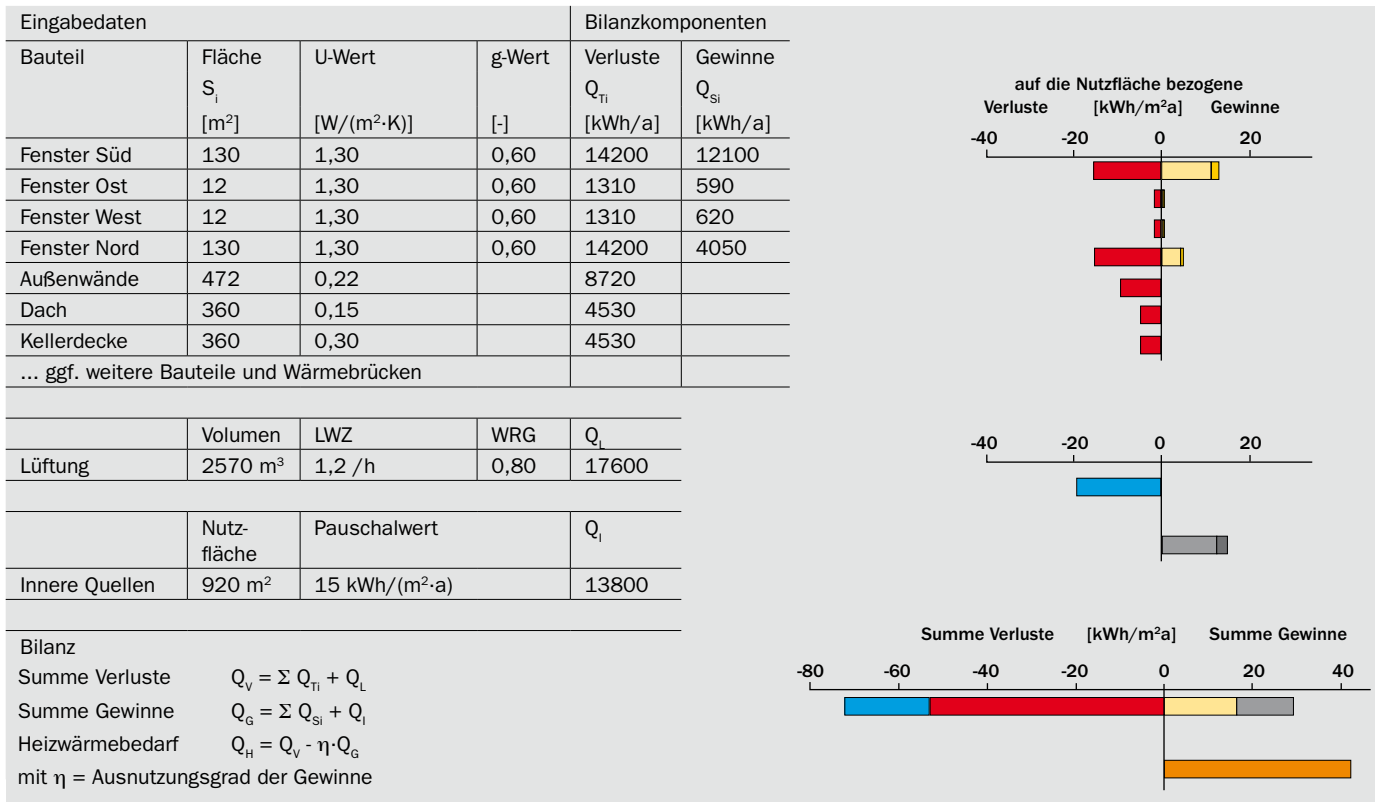 Eingabedaten Bilanzkomponenten
Bauteil Fläche U-Wert g-Wert Verluste Gewinne
Sᵢ Q_Ti Q_Si
[m²] [W/(m²·K)] [-] [kWh/a] [kWh/a]
Fenster Süd 130 1,30 0,60 14200 12100
Fenster Ost 12 1,30 0,60 1310 590
Fenster West 12 1,30 0,60 1310 620
Fenster Nord 130 1,30 0,60 14200 4050
Außenwände 472 0,22 8720
Dach 360 0,15 4530
Kellerdecke 360 0,30 4530
... ggf. weitere Bauteile und Wärmebrücken
Volumen LWZ WRG Q_L
Lüftung 2570 m³ 1,2 /h 0,80 17600
Nutz- Pauschalwert Q_I
fläche
Innere Quellen 920 m² 15 kWh/(m²·a) 13800
Bilanz
Summe Verluste Q_V = Σ Q_Ti + Q_L
Summe Gewinne Q_G = Σ Q_Si + Q_I
Heizwärmebedarf Q_H = Q_V - η·Q_G
mit η = Ausnutzungsgrad der Gewinne
auf die Nutzfläche bezogene
Verluste [kWh/m²a] Gewinne
-40 -20 0 20
-40 -20 0 20
Summe Verluste [kWh/m²a] Summe Gewinne
-80 -60 -40 -20 0 20 40